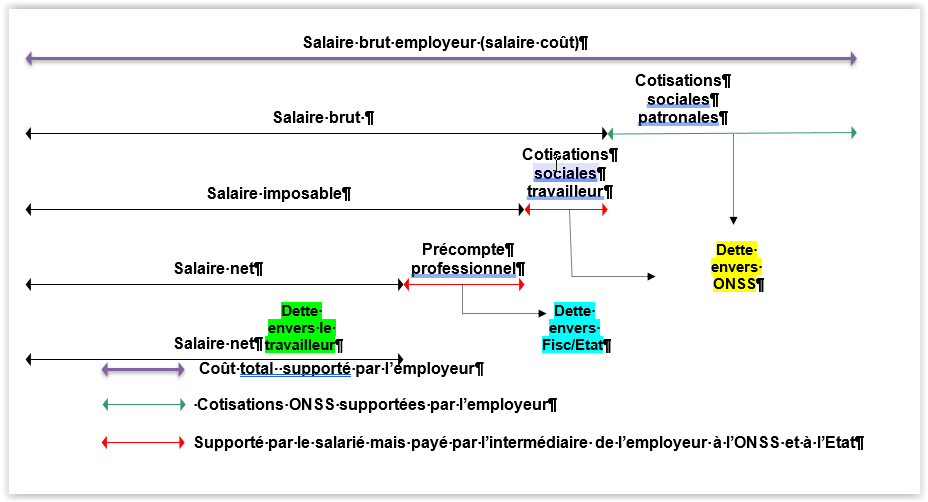 Salaire·brut·employeur·(salaire·coût)¶
Cotisations¶
sociales¶
patronales¶
Salaire·brut·¶
Cotisations¶
sociales¶
travailleur¶
Salaire·imposable¶
Précompte¶
professionnel¶
Salaire·net¶
Dette·
envers·
ONSS¶
Dette·
envers·le·
travailleur¶
Dette·
envers·
Fisc/Etat¶
Salaire·net¶
Coût·total··supporté·par·l’employeur¶
·Cotisations·ONSS·supportées·par·l’employeur¶
Supporté·par·le·salarié·mais·payé·par·l’intermédiaire··de·l’employeur·à·l’ONSS·et·à·l’Etat¶